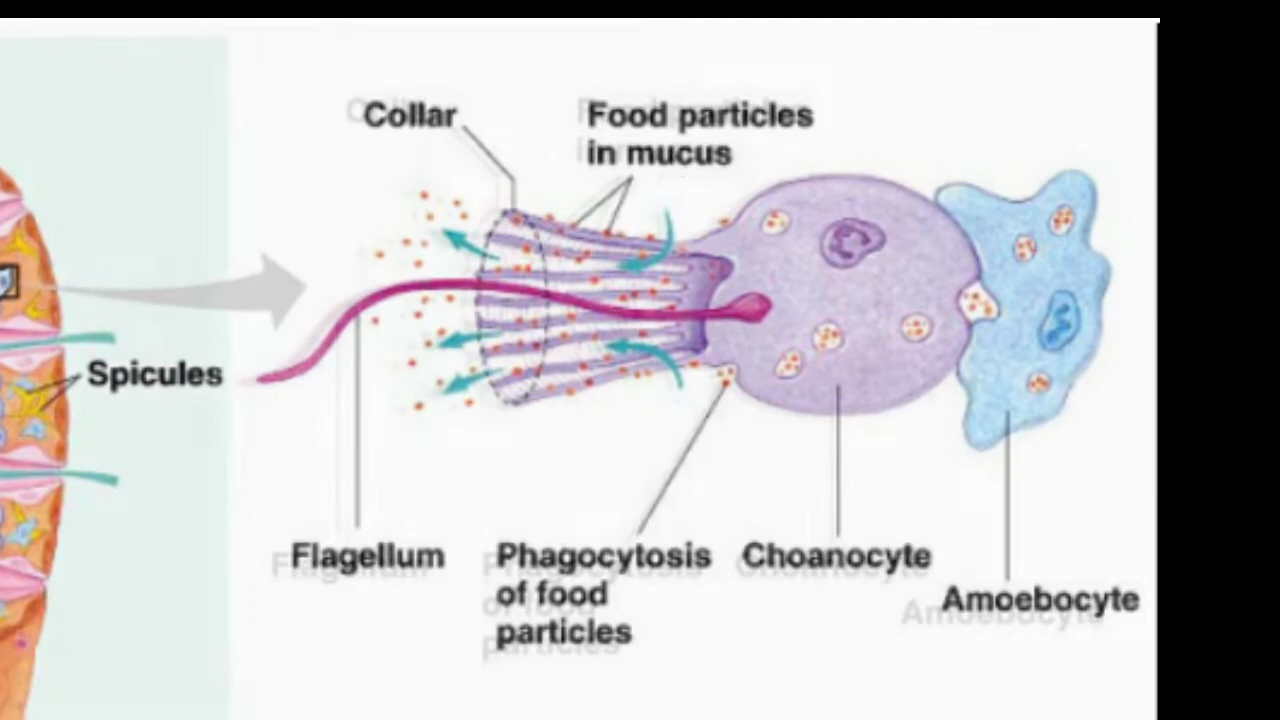 Collar
Food particles
in mucus
Spicules
Flagellum
Phagocytosis
of food
particles
Choanocyte
Amoebocyte